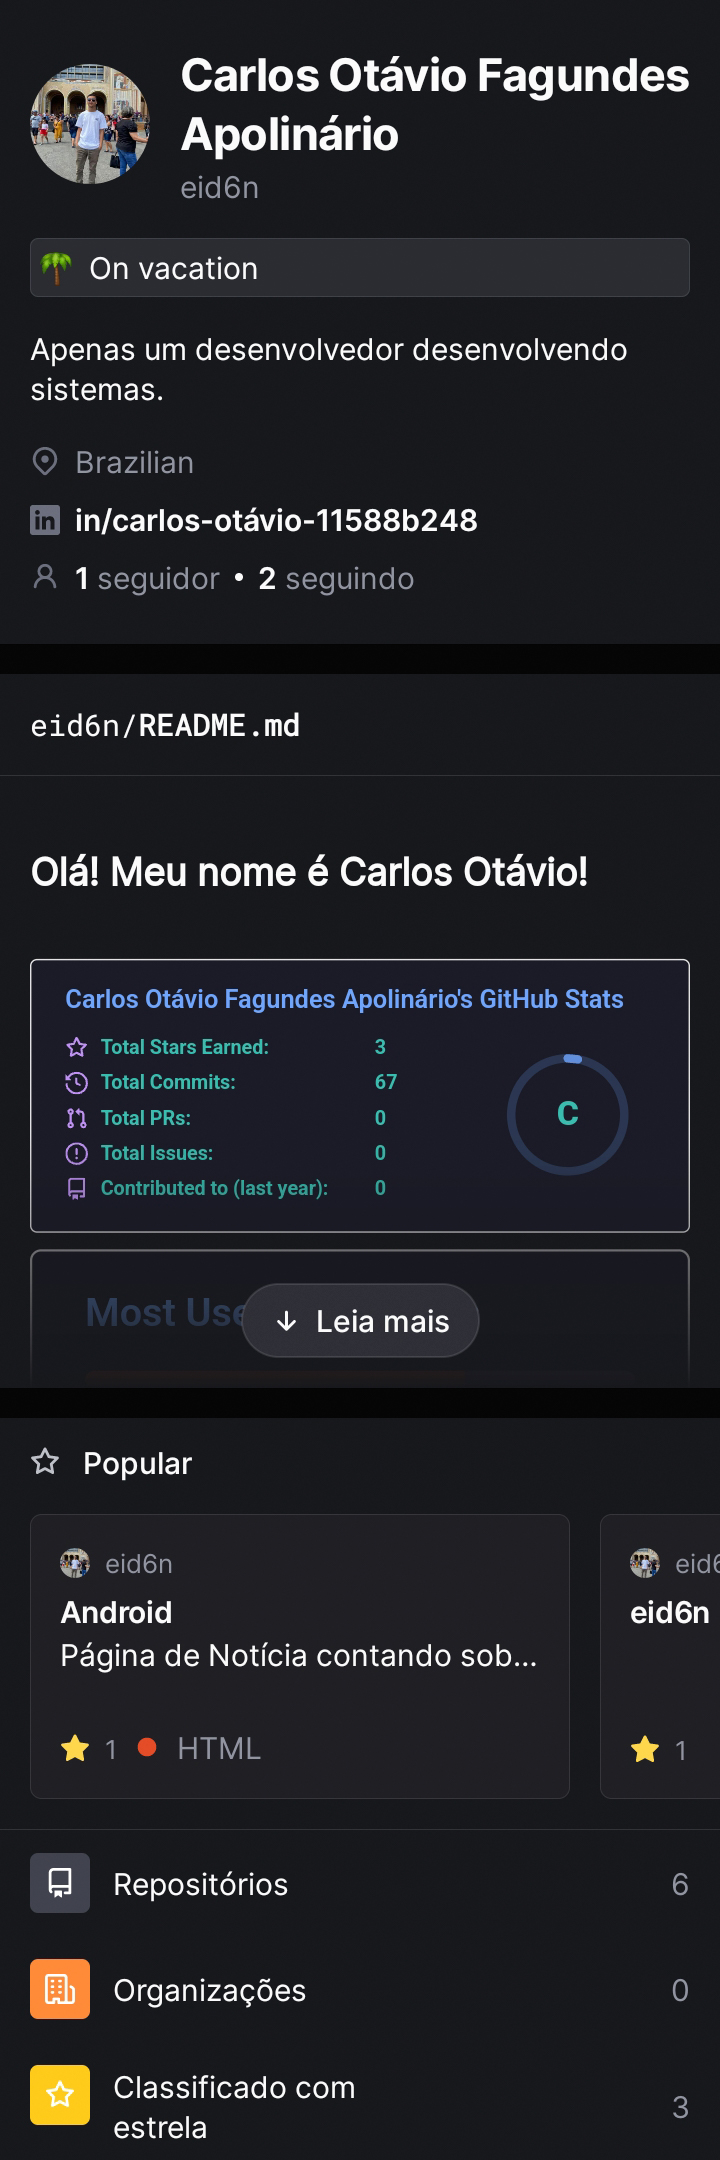 Carlos Otávio Fagundes
Apolinário
eid6n
On vacation
Apenas um desenvolvedor desenvolvendo
sistemas.
Brazilian
in/carlos-otávio-11588b248
1 seguidor • 2 seguindo
eid6n/README.md
Olá! Meu nome é Carlos Otávio!
Carlos Otávio Fagundes Apolinário's GitHub Stats
Total Stars Earned: 3
Total Commits: 67
Total PRs: 0
Total Issues: 0
Contributed to (last year): 0
C
Most Use
Leia mais
Popular
eid6n
Android
Página de Notícia contando sob...
1 HTML
eid6
eid6n
1
Repositórios 6
Organizações 0
Classificado com
estrela 3